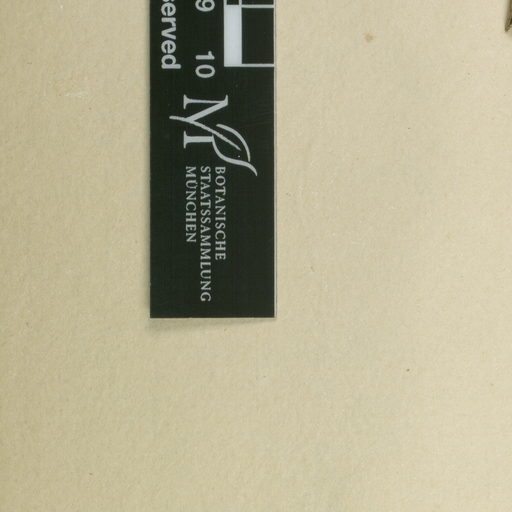 served
9 10
M
BOTANISCHE
STAATSSAMMLUNG
MÜNCHEN